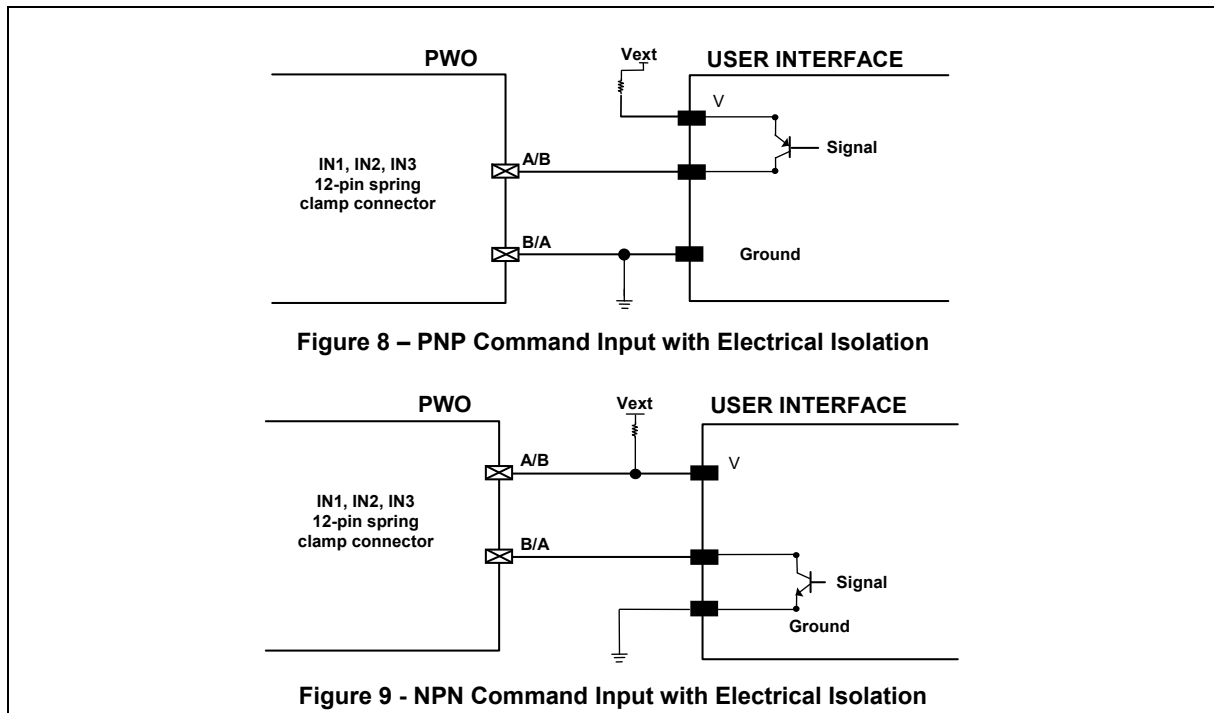 PWO
Vext
USER INTERFACE
V
Signal
A/B
IN1, IN2, IN3
12-pin spring
clamp connector
B/A
Ground
Figure 8 – PNP Command Input with Electrical Isolation
PWO
Vext
USER INTERFACE
A/B
V
IN1, IN2, IN3
12-pin spring
clamp connector
B/A
Signal
Ground
Figure 9 - NPN Command Input with Electrical Isolation